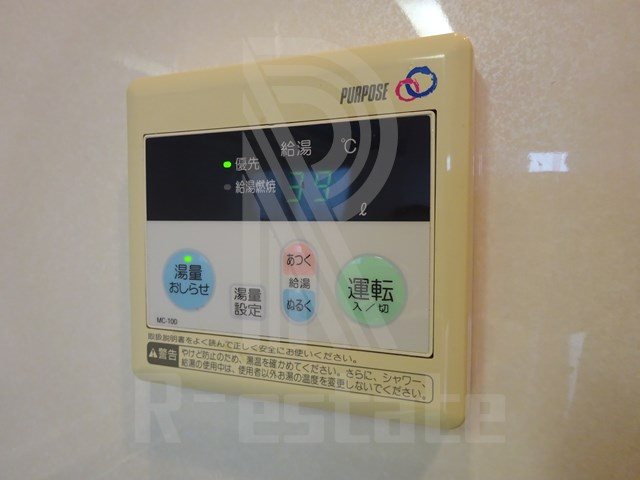 PURPOSE
給湯 ℃
優先
給湯燃焼
39
ℓ
湯量
おしらせ
湯量
設定
あつく
給湯
ぬるく
運転
入/切
MC-10D
取扱説明書をよく読んで正しく安全にお使いください。
警告
やけど防止のため、湯温を確かめてください。さらに、シャワー、
給湯の使用中は、使用者以外お湯の温度を変更しないでください。
R-estate